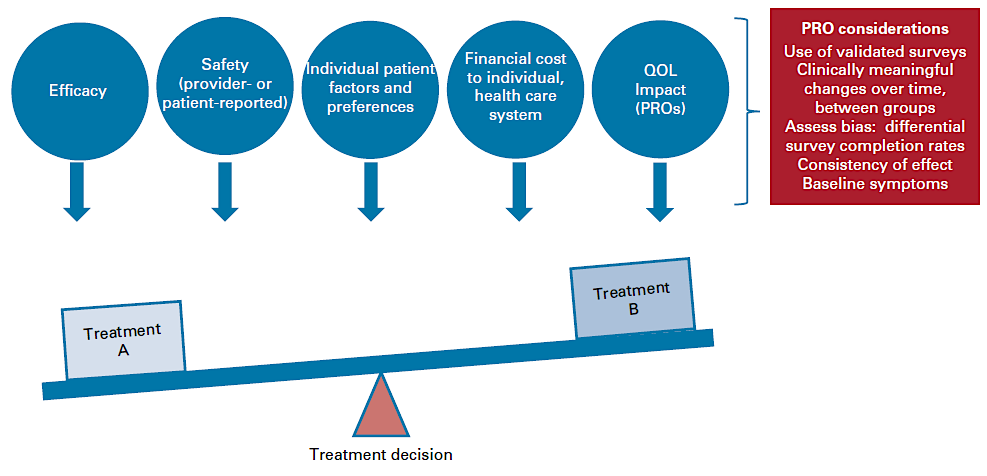 Efficacy
Safety
(provider- or
patient-reported)
Individual patient
factors and
preferences
Financial cost
to individual,
health care
system
QOL
Impact
(PROs)
PRO considerations
Use of validated surveys
Clinically meaningful
changes over time,
between groups
Assess bias: differential
survey completion rates
Consistency of effect
Baseline symptoms
Treatment
A
Treatment
B
Treatment decision